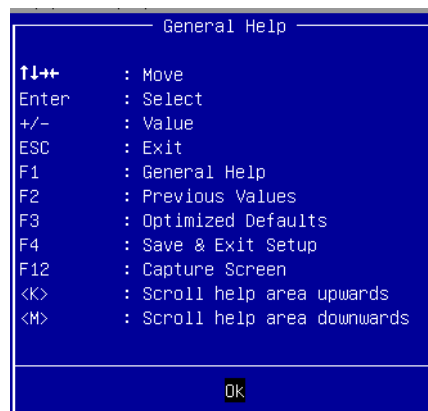 General Help
↑↓→← : Move
Enter : Select
+/- : Value
ESC : Exit
F1 : General Help
F2 : Previous Values
F3 : Optimized Defaults
F4 : Save & Exit Setup
F12 : Capture Screen
<K> : Scroll help area upwards
<M> : Scroll help area downwards
Ok